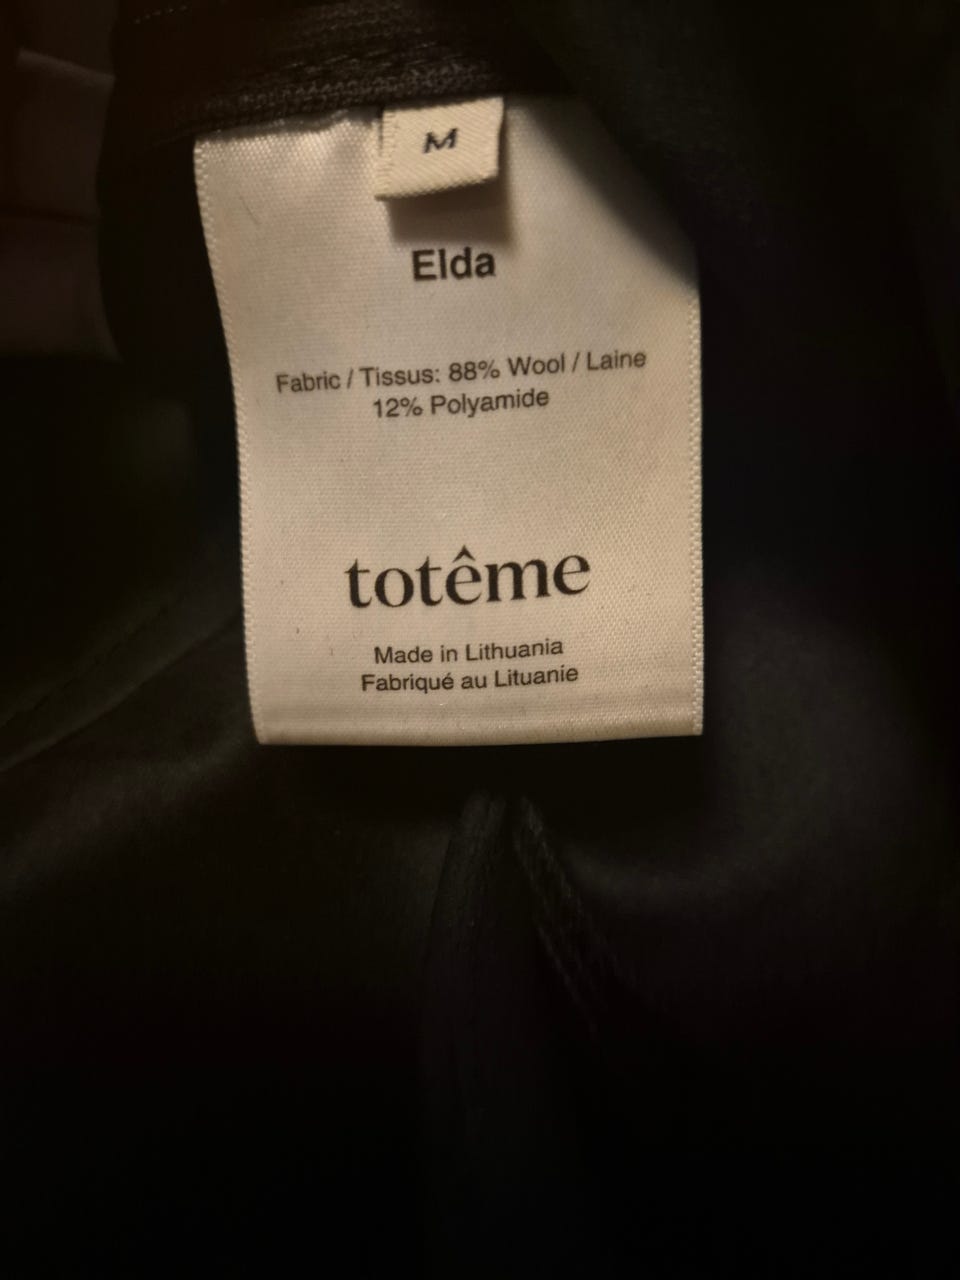 M
Elda
Fabric / Tissus: 88% Wool / Laine
12% Polyamide
totême
Made in Lithuania
Fabriqué au Lituanie